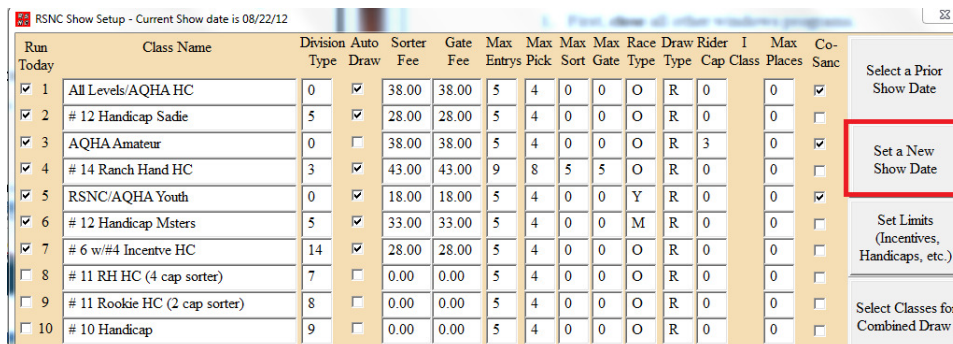 RSNC Show Setup - Current Show date is 08/22/12
1. First, close all other windows programs
Run Class Name Division Auto Sorter Gate Max Max Max Max Race Draw Rider I Max Co-
Today Type Draw Fee Fee Entrys Pick Sort Gate Type Type Cap Class Places Sanc
1 All Levels/AQHA HC 0 38.00 38.00 5 4 0 0 O R 0 0
2 # 12 Handicap Sadie 5 28.00 28.00 5 4 0 0 O R 0 0
3 AQHA Amateur 0 38.00 38.00 5 4 0 0 O R 3 0
4 # 14 Ranch Hand HC 3 43.00 43.00 9 8 5 5 O R 0 0
5 RSNC/AQHA Youth 0 18.00 18.00 5 4 0 0 Y R 0 0
6 # 12 Handicap Msters 5 33.00 33.00 5 4 0 0 M R 0 0
7 # 6 w/#4 Incentve HC 14 28.00 28.00 5 4 0 0 O R 0 0
8 # 11 RH HC (4 cap sorter) 7 0.00 0.00 5 4 0 0 O R 0 0
9 # 11 Rookie HC (2 cap sorter) 8 0.00 0.00 5 4 0 0 O R 0 0
10 # 10 Handicap 9 0.00 0.00 5 4 0 0 O R 0 0
Select a Prior
Show Date
Set a New
Show Date
Set Limits
(Incentives,
Handicaps, etc.)
Select Classes for
Combined Draw